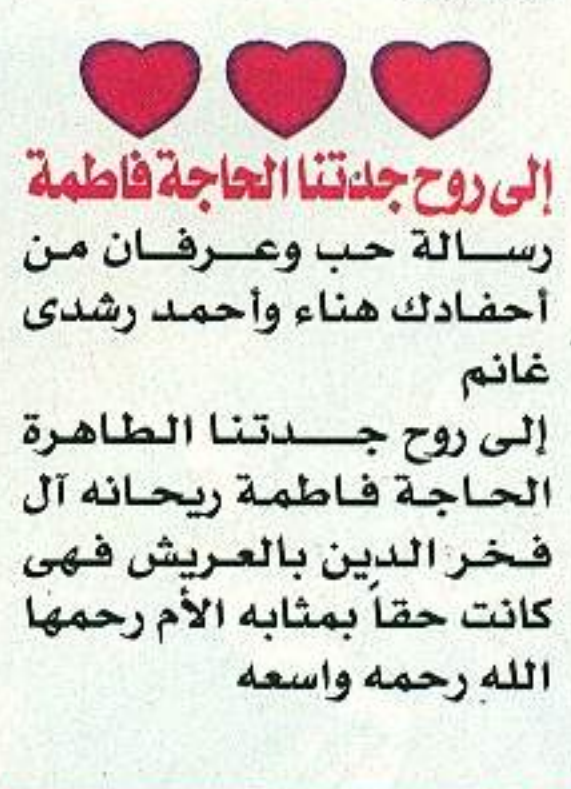 إلى روح جدتنا الحاجة فاطمة
رسالة حب وعرفان من
أحفادك هناء وأحمد رشدى
غانم
إلى روح جدتنا الطاهرة
الحاجة فاطمة ريحانه آل
فخر الدين بالعريش فهى
كانت حقاً بمثابه الأم رحمها
الله رحمه واسعه